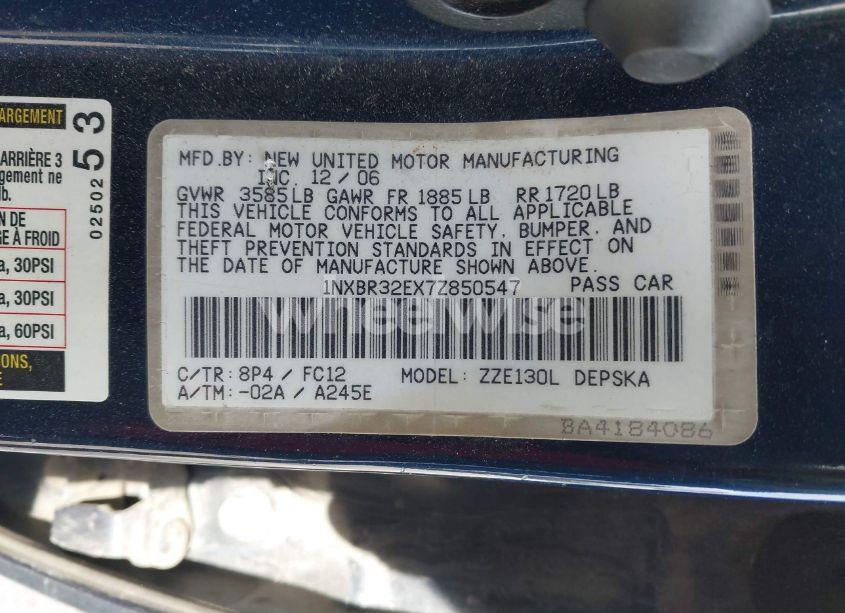 ARGEMENT
ARRIÈRE 3
gement ne
lb.
N DE
E À FROID
a, 30PSI
a, 30PSI
a, 60PSI
ONS,
E
02502
53
MFD.BY: NEW UNITED MOTOR MANUFACTURING
INC 12/06
GVWR 3585LB GAWR FR 1885LB RR 1720LB
THIS VEHICLE CONFORMS TO ALL APPLICABLE
FEDERAL MOTOR VEHICLE SAFETY, BUMPER, AND
THEFT PREVENTION STANDARDS IN EFFECT ON
THE DATE OF MANUFACTURE SHOWN ABOVE.
1NXBR32EX7Z850547 PASS CAR
Wheelwise
C/TR: 8P4 / FC12 MODEL: ZZE130L DEPSKA
A/TM: -02A / A245E
BA4184086